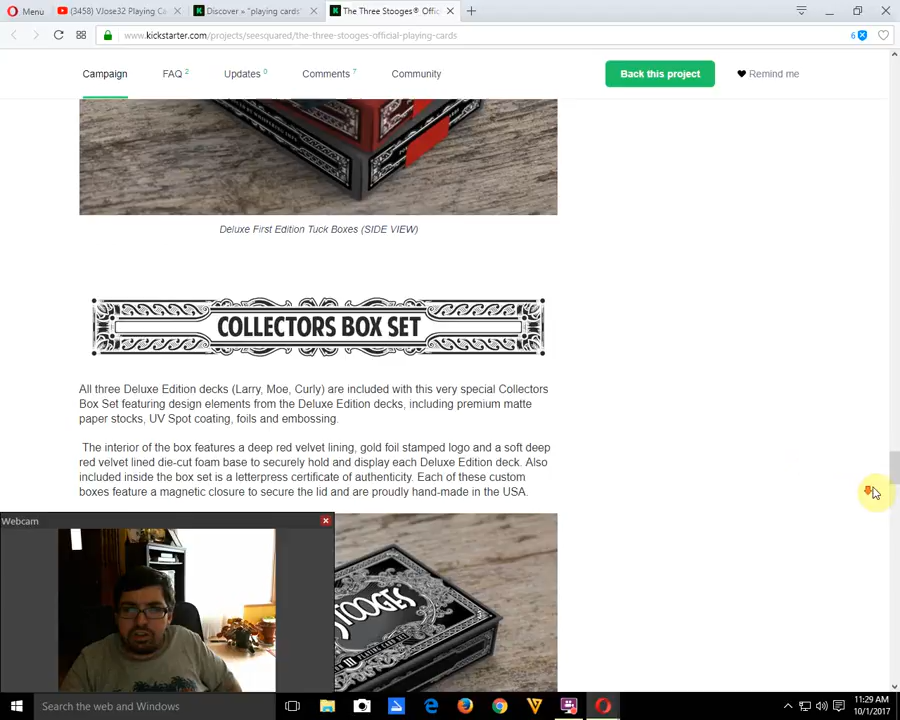 Menu
(3458) VJose32 Playing Ca
Discover » "playing cards"
The Three Stooges® Offic
www.kickstarter.com/projects/seesquared/the-three-stooges-official-playing-cards
6
Campaign
FAQ 2
Updates 0
Comments 7
Community
Back this project
Remind me
Deluxe First Edition Tuck Boxes (SIDE VIEW)
COLLECTORS BOX SET
All three Deluxe Edition decks (Larry, Moe, Curly) are included with this very special Collectors
Box Set featuring design elements from the Deluxe Edition decks, including premium matte
paper stocks, UV Spot coating, foils and embossing.
The interior of the box features a deep red velvet lining, gold foil stamped logo and a soft deep
red velvet lined die-cut foam base to securely hold and display each Deluxe Edition deck. Also
included inside the box set is a letterpress certificate of authenticity. Each of these custom
boxes feature a magnetic closure to secure the lid and are proudly hand-made in the USA.
Webcam
STOOGES
PLAYING CARD SET
Search the web and Windows
11:29 AM
10/1/2017